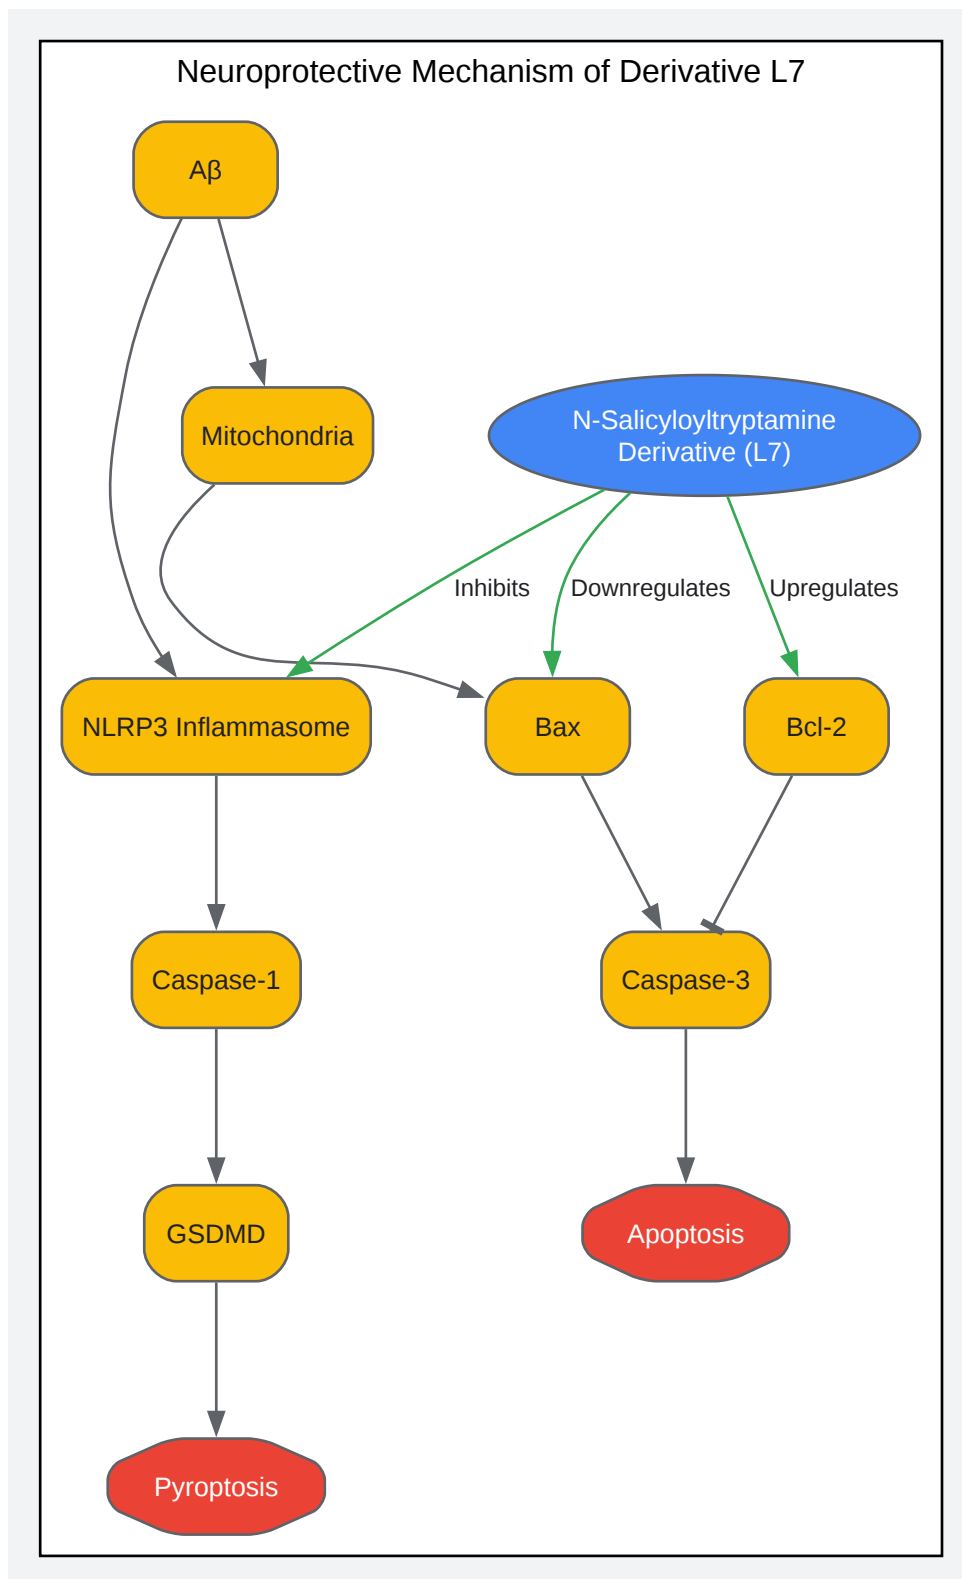 Neuroprotective Mechanism of Derivative L7
Aβ
Mitochondria
N-Salicyloyltryptamine
Derivative (L7)
Inhibits
Downregulates
Upregulates
NLRP3 Inflammasome
Bax
Bcl-2
Caspase-1
Caspase-3
GSDMD
Apoptosis
Pyroptosis